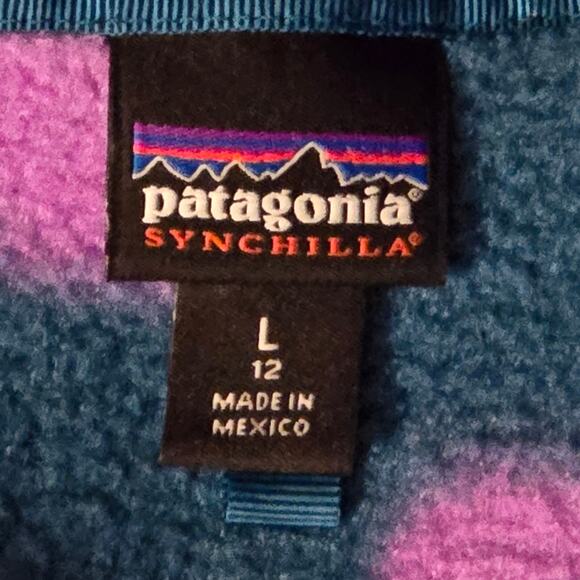 patagonia®
SYNCHILLA®
L
12
MADE IN
MEXICO